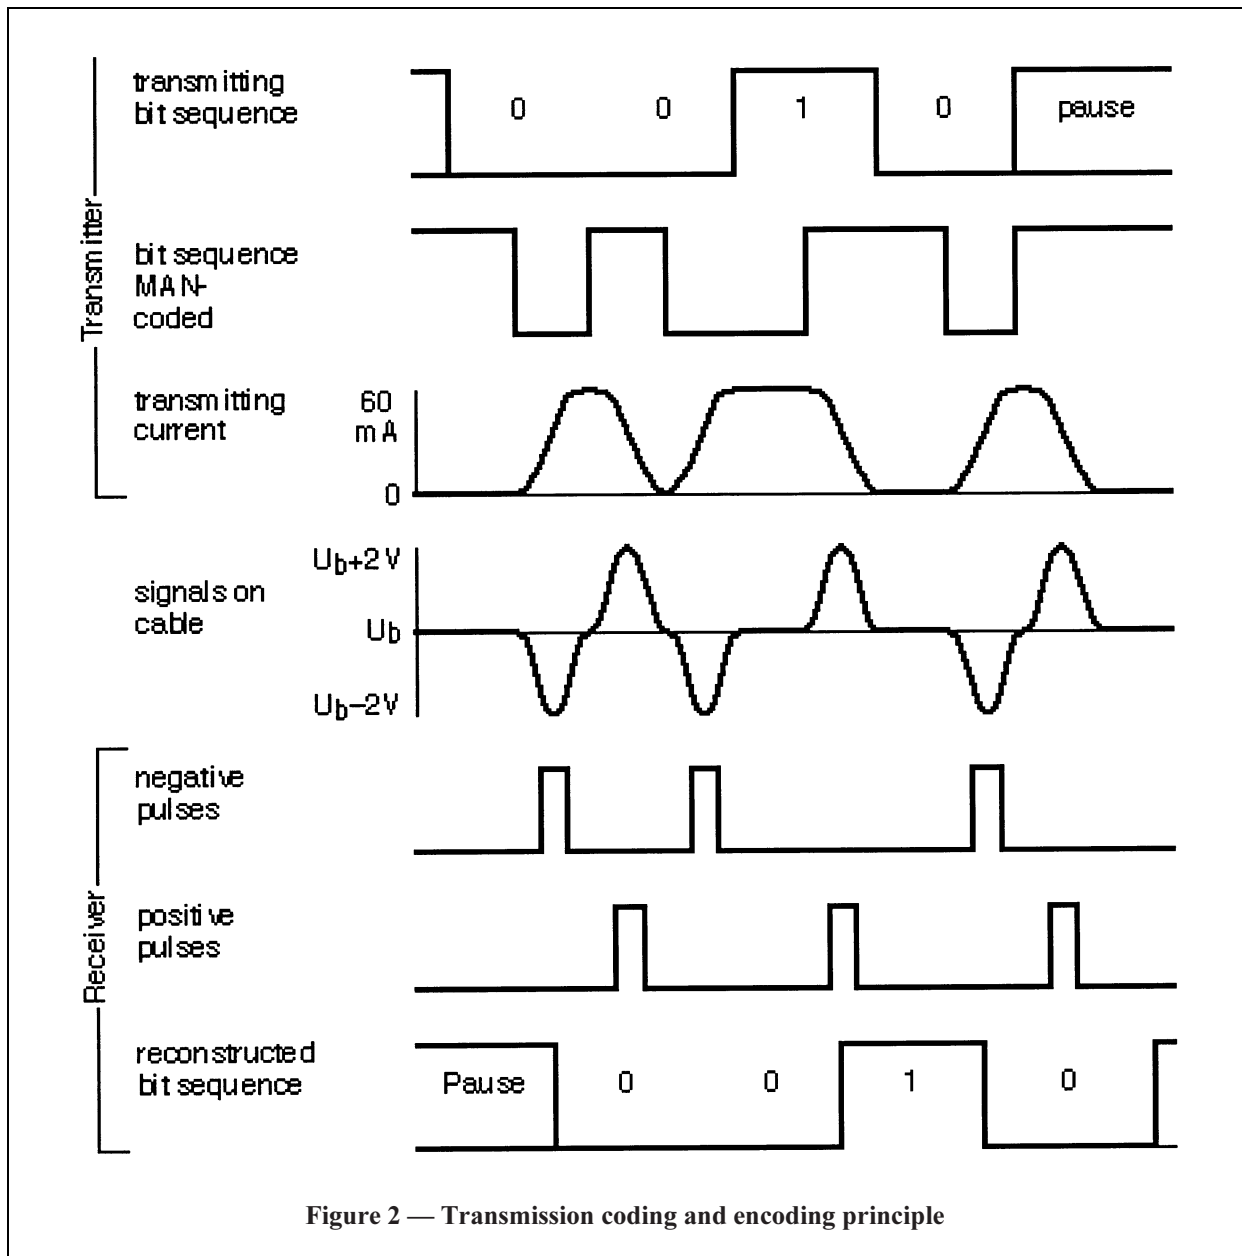 Transmitter
transmitting
bit sequence
0 0 1 0 pause
bit sequence
MAN-
coded
transmitting
current
60
mA
0
signals on
cable
Ub+2V
Ub
Ub−2V
Receiver
negative
pulses
positive
pulses
reconstructed
bit sequence
Pause 0 0 1 0
Figure 2 — Transmission coding and encoding principle